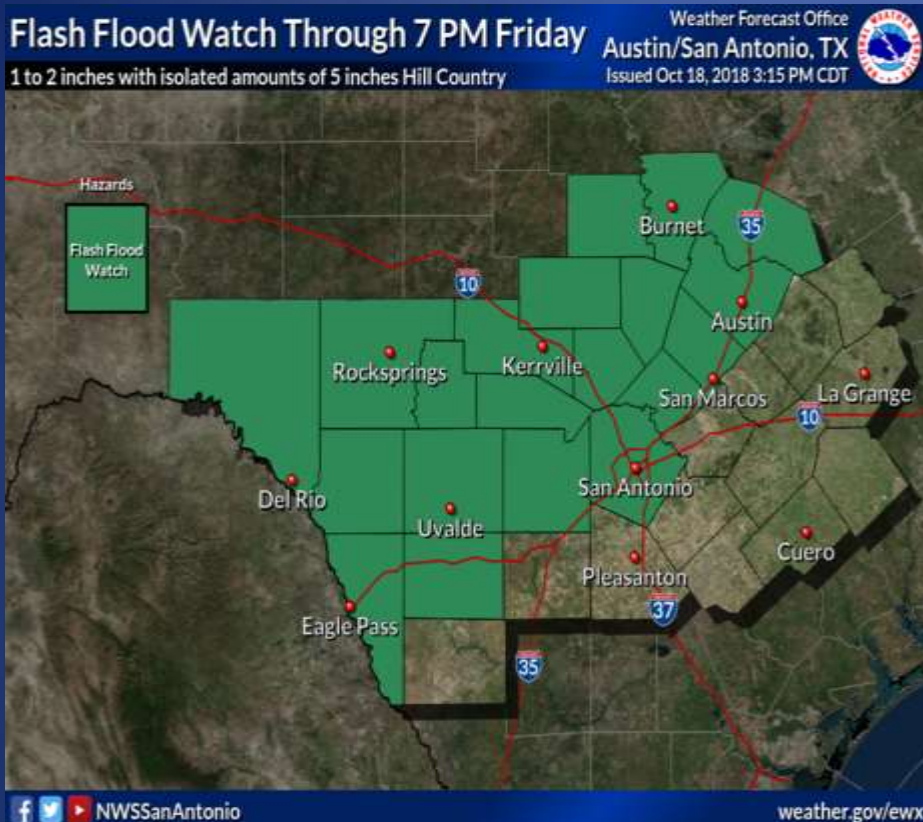 Flash Flood Watch Through 7 PM Friday
1 to 2 inches with isolated amounts of 5 inches Hill Country
Weather Forecast Office
Austin/San Antonio, TX
Issued Oct 18, 2018 3:15 PM CDT
Hazards
Flash Flood
Watch
Burnet
35
10
Austin
Rocksprings
Kerrville
San Marcos
La Grange
10
Del Rio
San Antonio
Uvalde
Cuero
Pleasanton
Eagle Pass
37
35
NWSSanAntonio
weather.gov/ewx